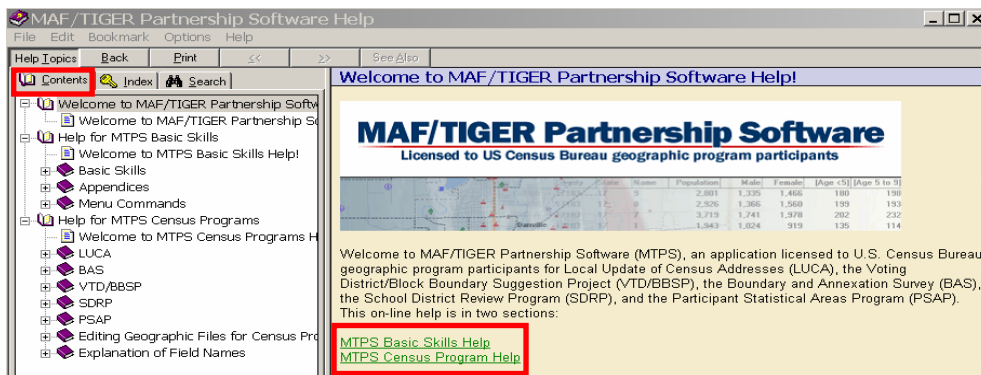 MAF/TIGER Partnership Software Help
File Edit Bookmark Options Help
Help Topics Back Print << >> See Also
Contents Index Search
Welcome to MAF/TIGER Partnership Softw
Welcome to MAF/TIGER Partnership So
Help for MTPS Basic Skills
Welcome to MTPS Basic Skills Help!
Basic Skills
Appendices
Menu Commands
Help for MTPS Census Programs
Welcome to MTPS Census Programs H
LUCA
BAS
VTD/BBSP
SDRP
PSAP
Editing Geographic Files for Census Pro
Explanation of Field Names
Welcome to MAF/TIGER Partnership Software Help!
MAF/TIGER Partnership Software
Licensed to US Census Bureau geographic program participants
State Name Population Male Female [Age <5] [Age 5 to 9]
2,801 1,335 1,466 180 198
2,926 1,366 1,560 199 193
3,719 1,741 1,978 202 232
Danville 1,943 1,024 919 135 114
Welcome to MAF/TIGER Partnership Software (MTPS), an application licensed to U.S. Census Bureau
geographic program participants for Local Update of Census Addresses (LUCA), the Voting
District/Block Boundary Suggestion Project (VTD/BBSP), the Boundary and Annexation Survey (BAS),
the School District Review Program (SDRP), and the Participant Statistical Areas Program (PSAP).
This on-line help is in two sections:
MTPS Basic Skills Help
MTPS Census Program Help